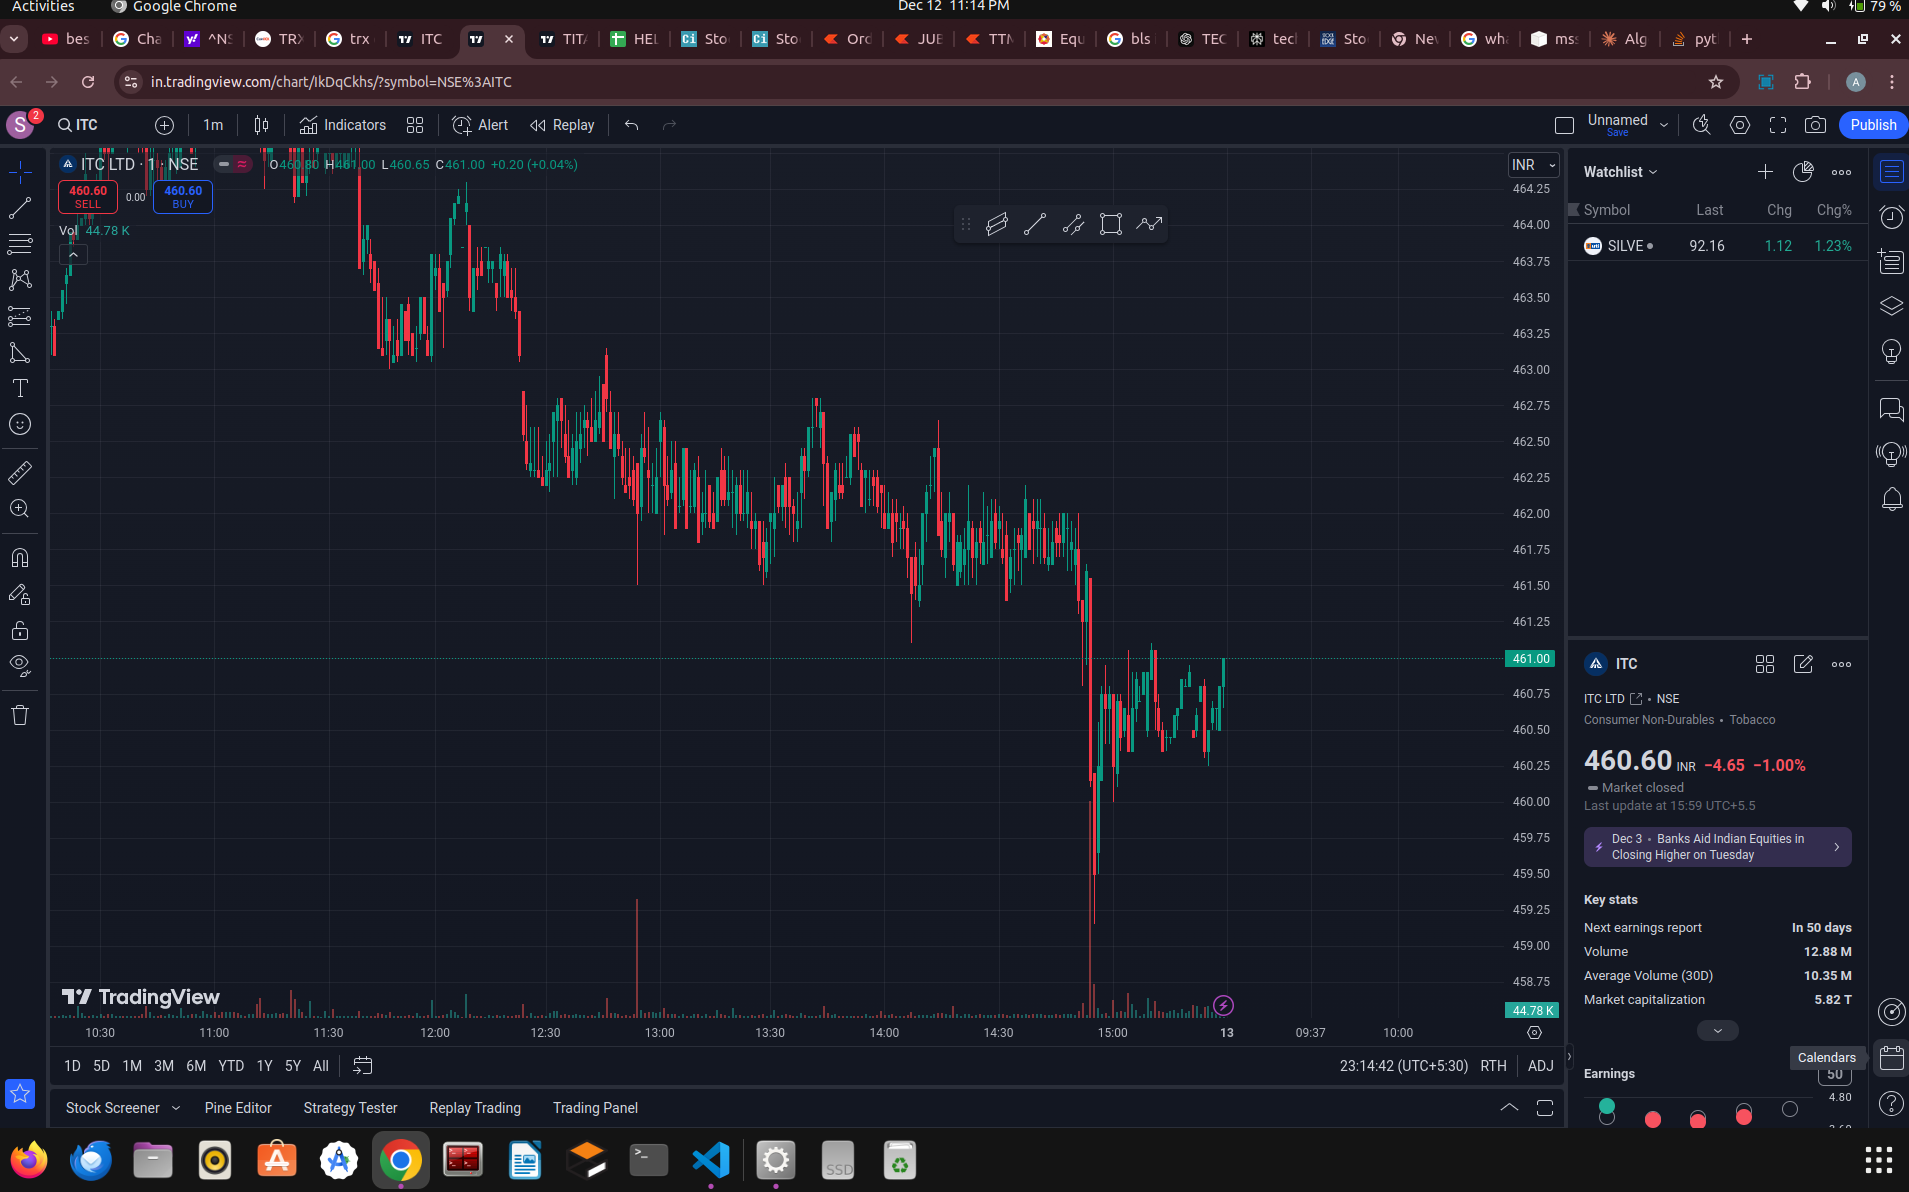 Activities Google Chrome Dec 12 11:14 PM 79 %
bes Cha ^NS TRX trx ITC TITA HEL Sto Sto Ord JUB TTM Equ bls TEC tec Sto Nev wha ms Alg pyt
in.tradingview.com/chart/IkDqCkhs/?symbol=NSE%3AITC
S 2 ITC 1m Indicators Alert Replay Unnamed Save Publish
ITC LTD · 1 · NSE O460.80 H461.00 L460.65 C461.00 +0.20 (+0.04%)
460.60 SELL 0.00 460.60 BUY
Vol 44.78 K
INR
464.25
464.00
463.75
463.50
463.25
463.00
462.75
462.50
462.25
462.00
461.75
461.50
461.25
461.00
460.75
460.50
460.25
460.00
459.75
459.50
459.25
459.00
458.75
44.78 K
TradingView
10:30 11:00 11:30 12:00 12:30 13:00 13:30 14:00 14:30 15:00 13 09:37 10:00
1D 5D 1M 3M 6M YTD 1Y 5Y All 23:14:42 (UTC+5:30) RTH ADJ
Stock Screener Pine Editor Strategy Tester Replay Trading Trading Panel
Watchlist
Symbol Last Chg Chg%
SILVE 92.16 1.12 1.23%
ITC
ITC LTD • NSE
Consumer Non-Durables • Tobacco
460.60 INR −4.65 −1.00%
Market closed
Last update at 15:59 UTC+5.5
Dec 3 • Banks Aid Indian Equities in
Closing Higher on Tuesday
Key stats
Next earnings report In 50 days
Volume 12.88 M
Average Volume (30D) 10.35 M
Market capitalization 5.82 T
Calendars
Earnings 50
4.80
SSD